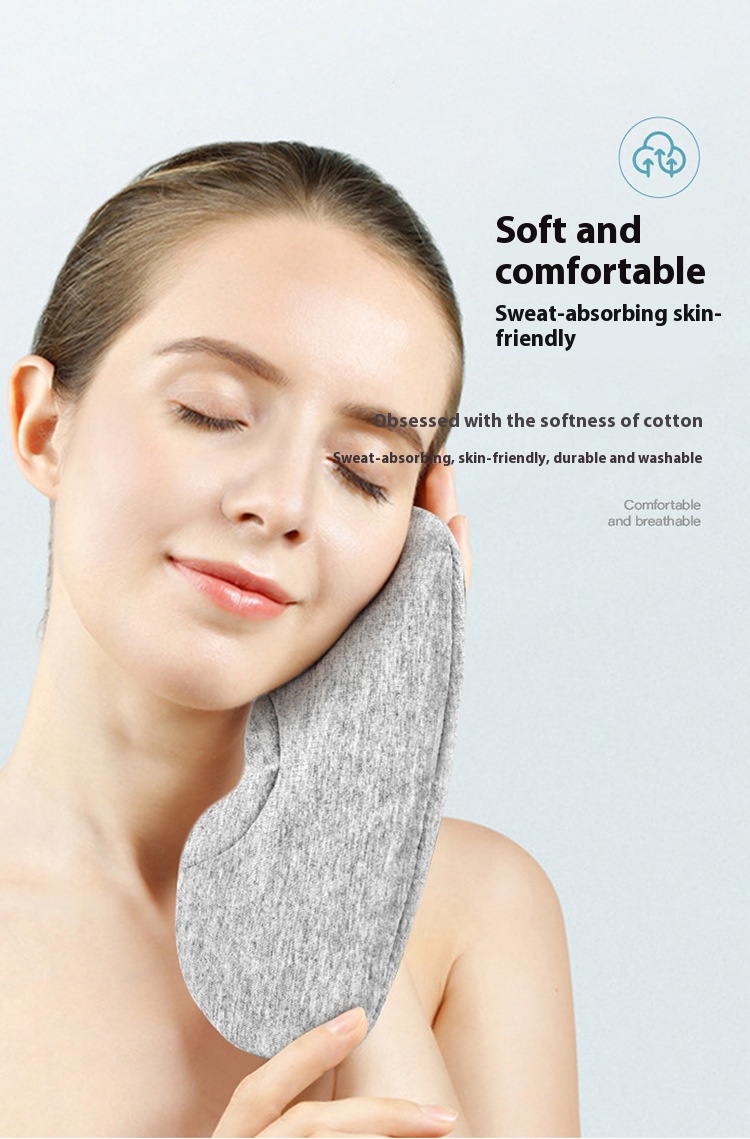 Soft and
comfortable
Sweat-absorbing skin-
friendly
Obsessed with the softness of cotton
Sweat-absorbing, skin-friendly, durable and washable
Comfortable
and breathable